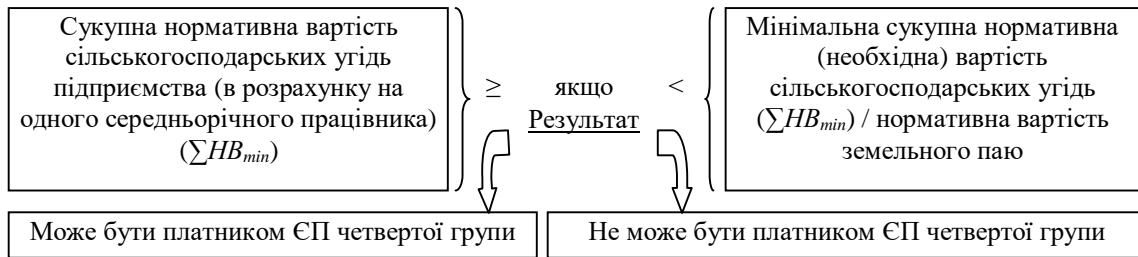 Сукупна нормативна вартість
сільськогосподарських угідь
підприємства (в розрахунку на
одного середньорічного працівника)
(∑НВmin)
≥ якщо <
Результат
Мінімальна сукупна нормативна
(необхідна) вартість
сільськогосподарських угідь
(∑НВmin) / нормативна вартість
земельного паю
Може бути платником ЄП четвертої групи
Не може бути платником ЄП четвертої групи